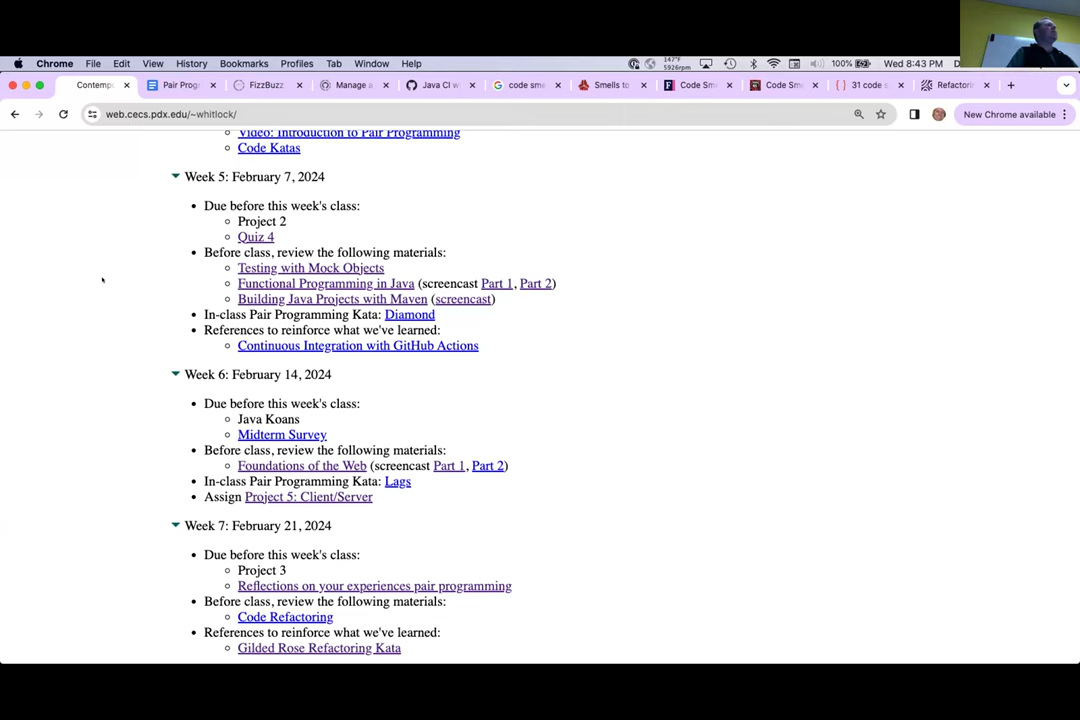 Chrome File Edit View History Bookmarks Profiles Tab Window Help 147°F 5926rpm 100% Wed 8:43 PM
Contemp Pair Prog FizzBuzz Manage a Java CI w code sme Smells to Code Sm Code Sm 31 code s Refactorin
web.cecs.pdx.edu/~whitlock/ New Chrome available
Video: Introduction to Pair Programming
Code Katas
Week 5: February 7, 2024
Due before this week's class:
Project 2
Quiz 4
Before class, review the following materials:
Testing with Mock Objects
Functional Programming in Java (screencast Part 1, Part 2)
Building Java Projects with Maven (screencast)
In-class Pair Programming Kata: Diamond
References to reinforce what we've learned:
Continuous Integration with GitHub Actions
Week 6: February 14, 2024
Due before this week's class:
Java Koans
Midterm Survey
Before class, review the following materials:
Foundations of the Web (screencast Part 1, Part 2)
In-class Pair Programming Kata: Lags
Assign Project 5: Client/Server
Week 7: February 21, 2024
Due before this week's class:
Project 3
Reflections on your experiences pair programming
Before class, review the following materials:
Code Refactoring
References to reinforce what we've learned:
Gilded Rose Refactoring Kata